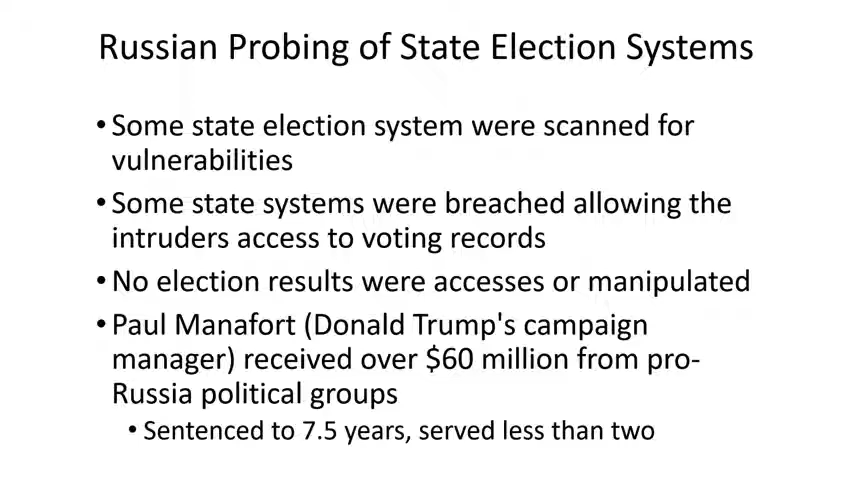 Russian Probing of State Election Systems
• Some state election system were scanned for
vulnerabilities
• Some state systems were breached allowing the
intruders access to voting records
• No election results were accesses or manipulated
• Paul Manafort (Donald Trump's campaign
manager) received over $60 million from pro-
Russia political groups
• Sentenced to 7.5 years, served less than two